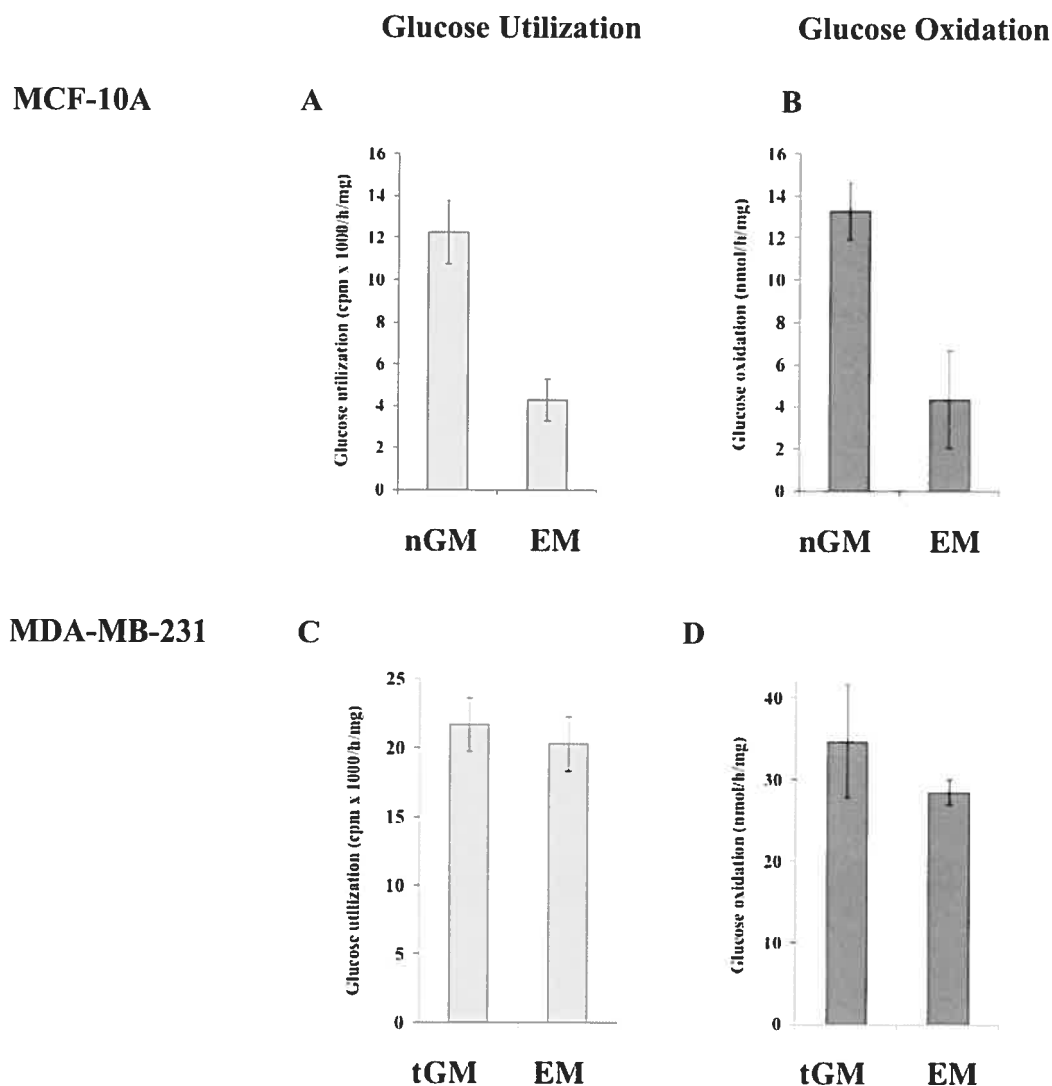 Glucose Utilization
Glucose Oxidation
MCF-10A
A
B
Glucose utilization (cpm x 1000/h/mg)
16
14
12
10
8
6
4
2
0
nGM EM
Glucose oxidation (nmol/h/mg)
16
14
12
10
8
6
4
2
0
nGM EM
MDA-MB-231
C
D
Glucose utilization (cpm x 1000/h/mg)
25
20
15
10
5
0
tGM EM
Glucose oxidation (nmol/h/mg)
40
30
20
10
0
tGM EM